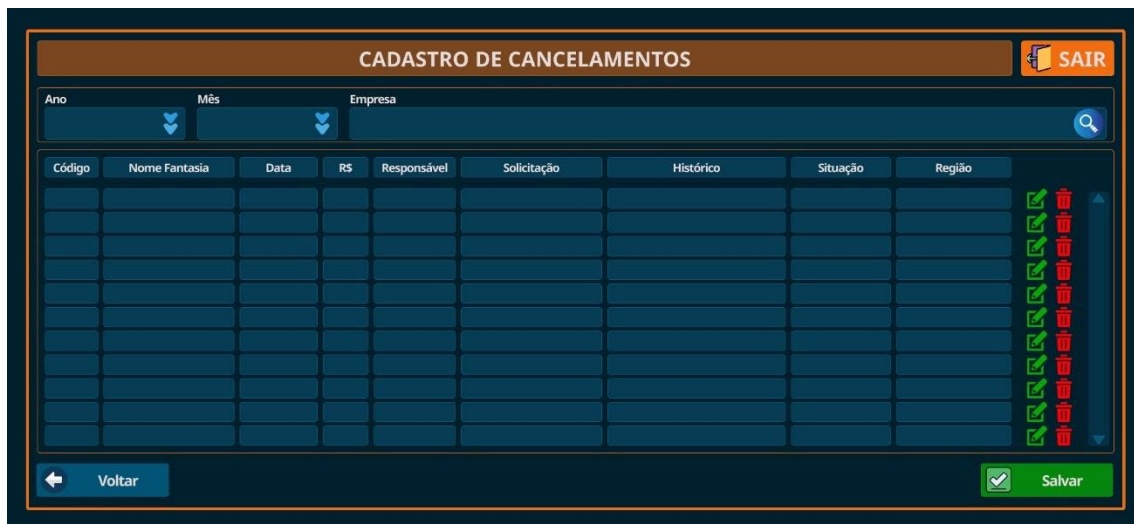 CADASTRO DE CANCELAMENTOS
SAIR
Ano Mês Empresa
Código Nome Fantasia Data R$ Responsável Solicitação Histórico Situação Região
Voltar Salvar